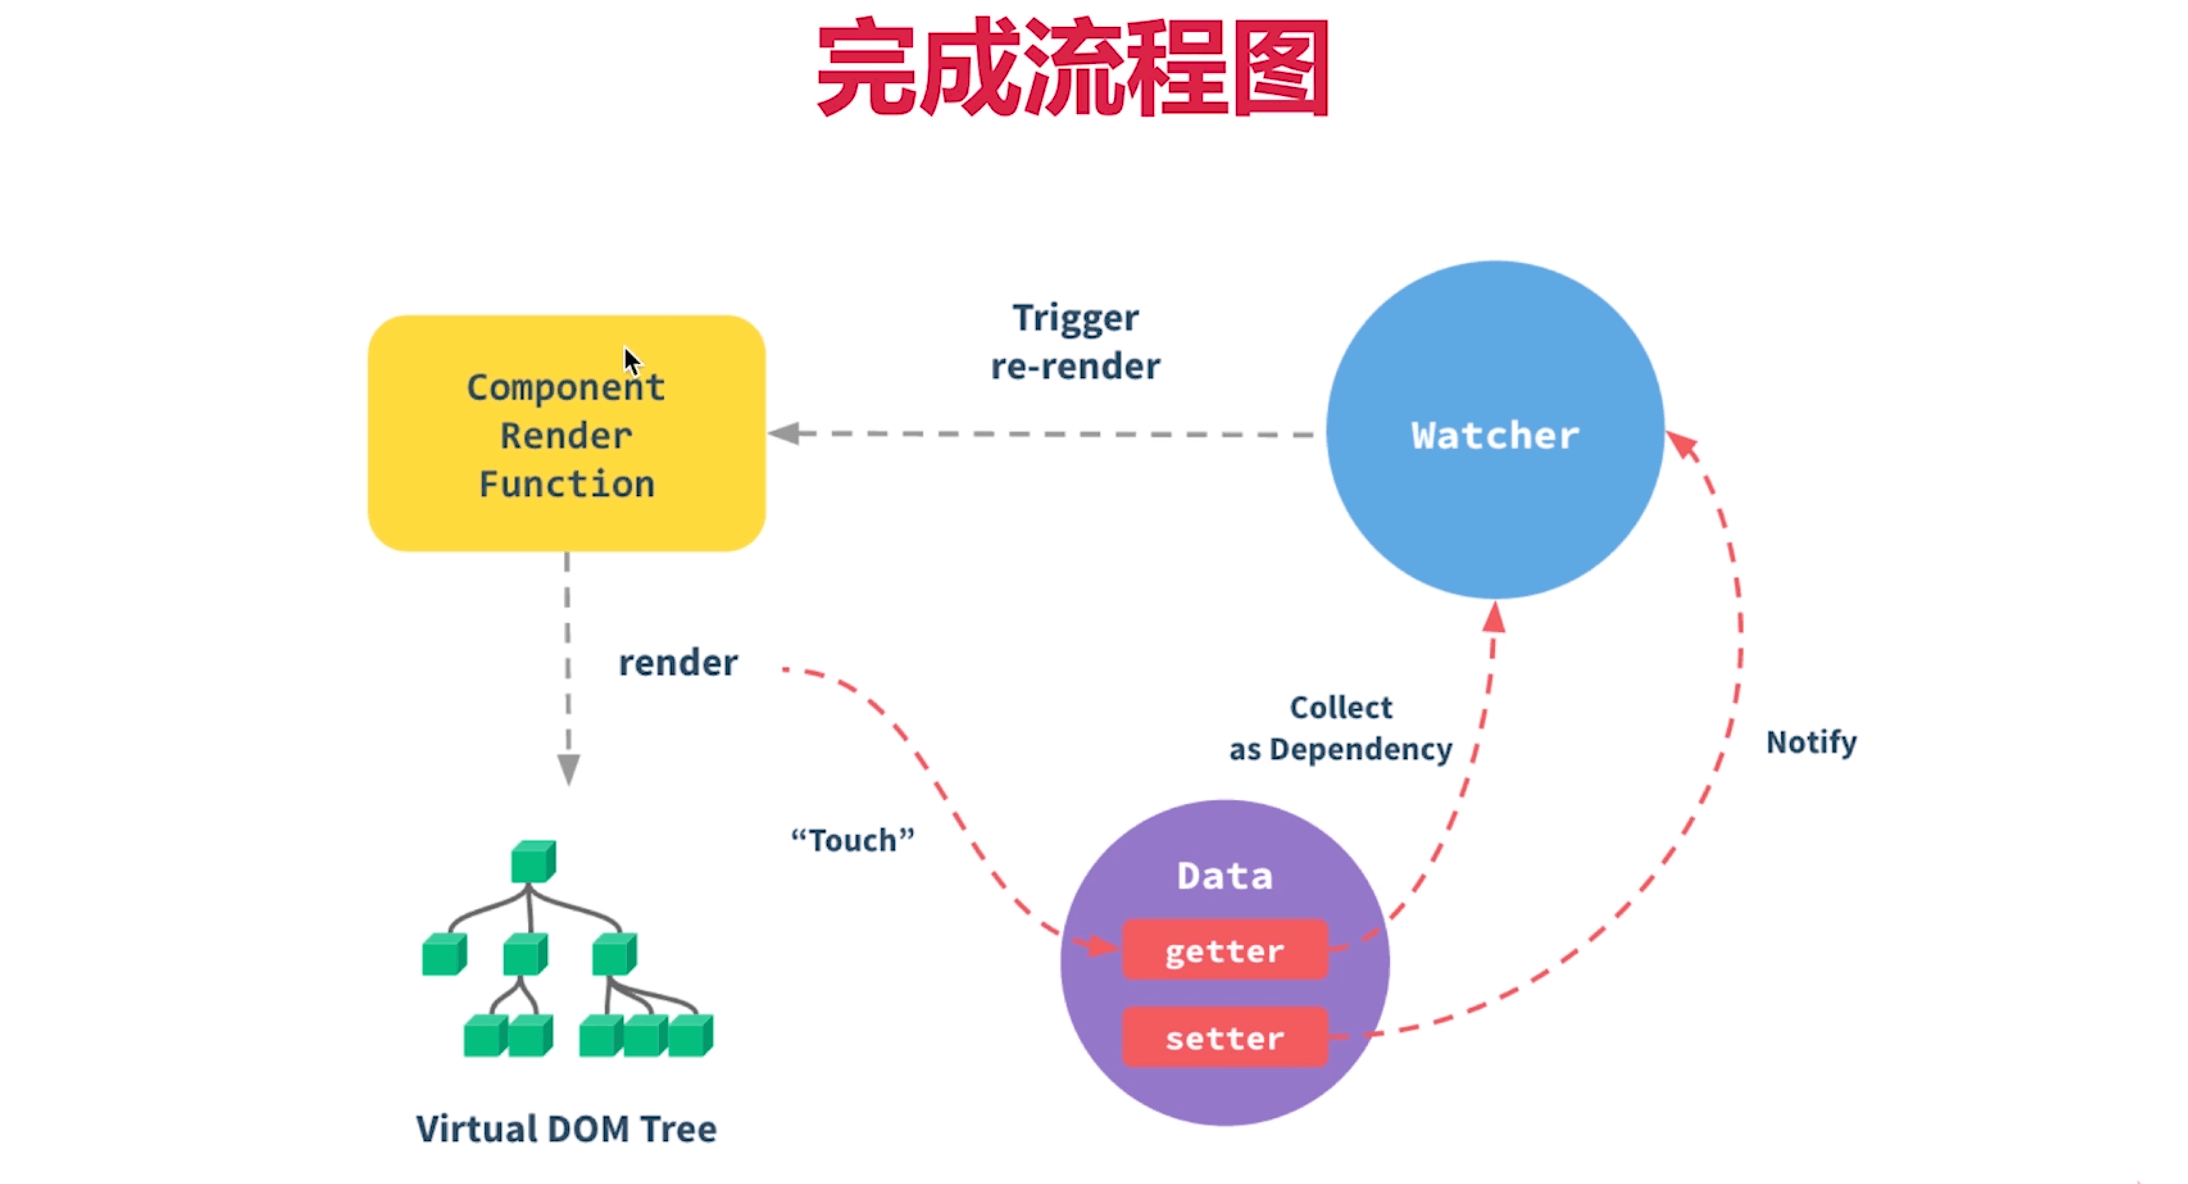 完成流程图
Trigger
re-render
Component
Render
Function
Watcher
render
Collect
as Dependency
Notify
“Touch”
Data
getter
setter
Virtual DOM Tree